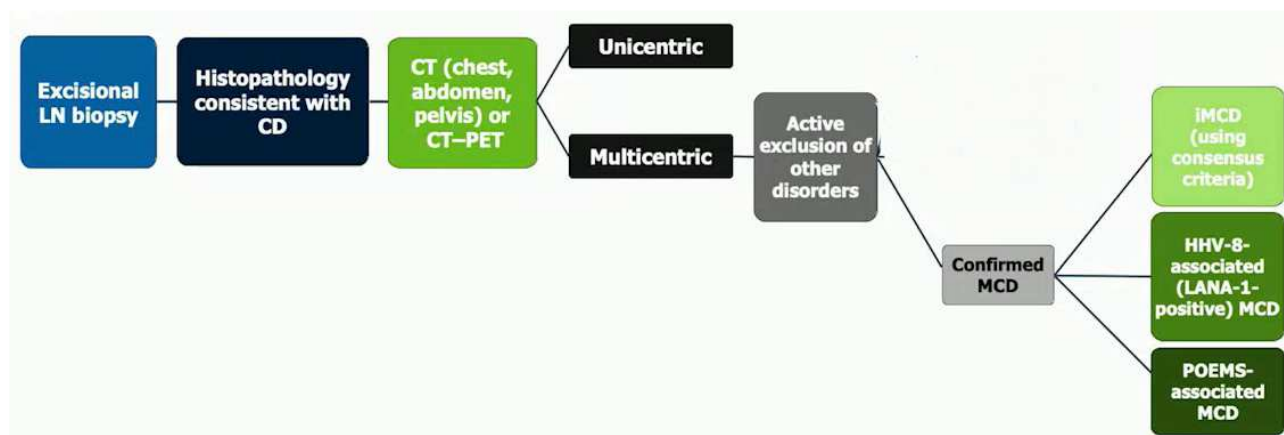 Excisional
LN biopsy
Histopathology
consistent with
CD
CT (chest,
abdomen,
pelvis) or
CT–PET
Unicentric
Multicentric
Active
exclusion of
other
disorders
Confirmed
MCD
iMCD
(using
consensus
criteria)
HHV-8-
associated
(LANA-1-
positive) MCD
POEMS-
associated
MCD